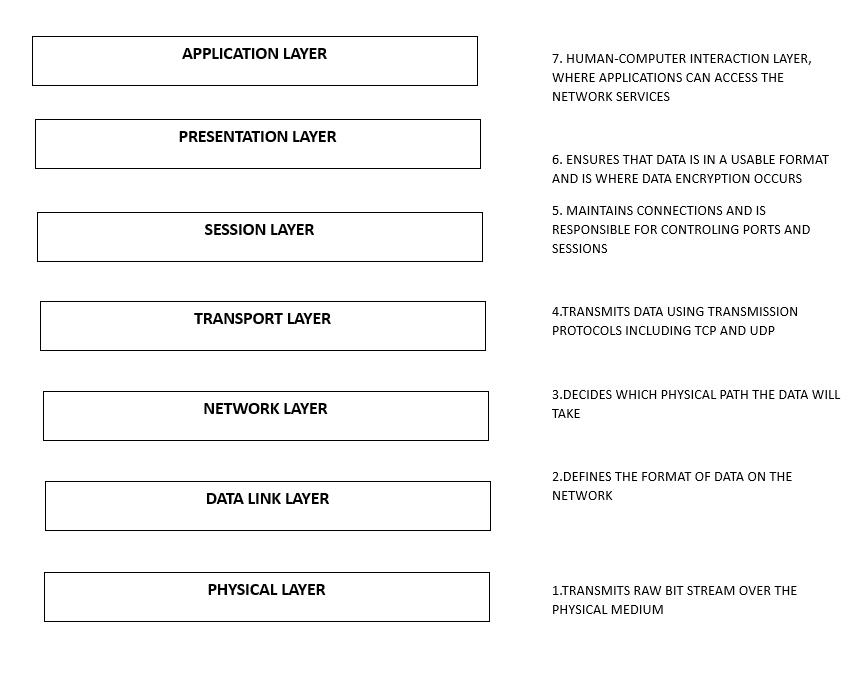 APPLICATION LAYER
7. HUMAN-COMPUTER INTERACTION LAYER,
WHERE APPLICATIONS CAN ACCESS THE
NETWORK SERVICES
PRESENTATION LAYER
6. ENSURES THAT DATA IS IN A USABLE FORMAT
AND IS WHERE DATA ENCRYPTION OCCURS
SESSION LAYER
5. MAINTAINS CONNECTIONS AND IS
RESPONSIBLE FOR CONTROLING PORTS AND
SESSIONS
TRANSPORT LAYER
4.TRANSMITS DATA USING TRANSMISSION
PROTOCOLS INCLUDING TCP AND UDP
NETWORK LAYER
3.DECIDES WHICH PHYSICAL PATH THE DATA WILL
TAKE
DATA LINK LAYER
2.DEFINES THE FORMAT OF DATA ON THE
NETWORK
PHYSICAL LAYER
1.TRANSMITS RAW BIT STREAM OVER THE
PHYSICAL MEDIUM